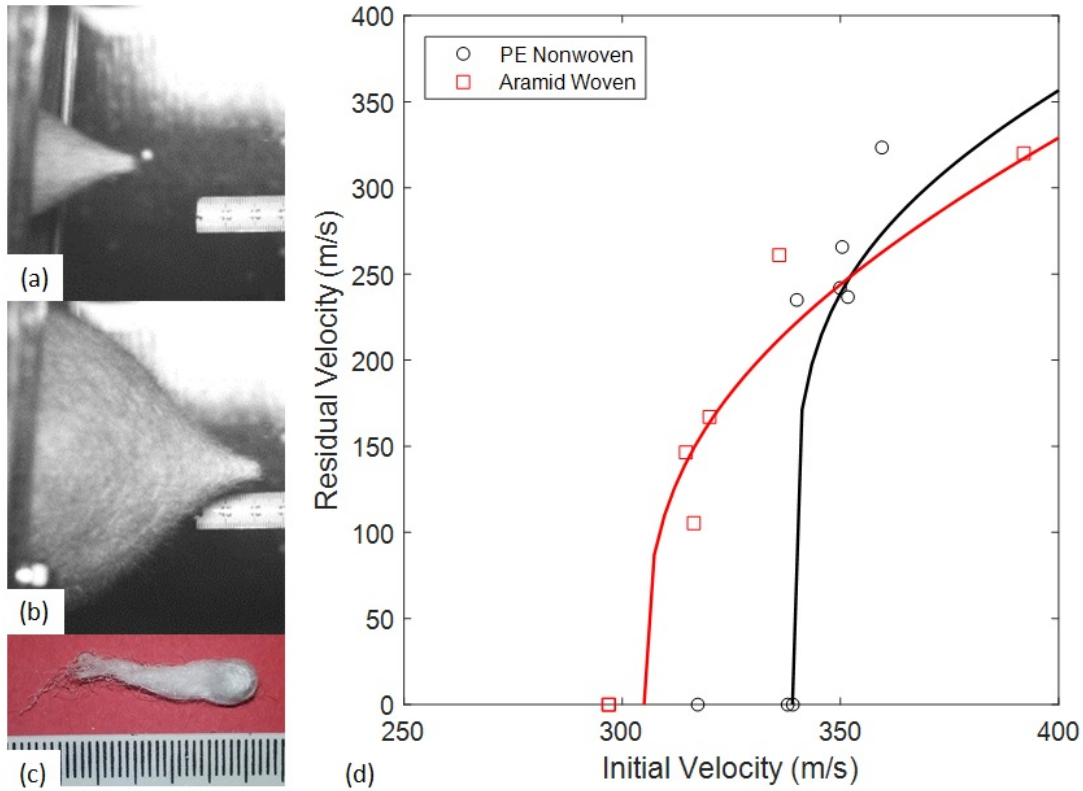 (a)
(b)
(c)
(d)
400
350
300
250
200
150
100
50
0
Residual Velocity (m/s)
PE Nonwoven
Aramid Woven
250
300
350
400
Initial Velocity (m/s)